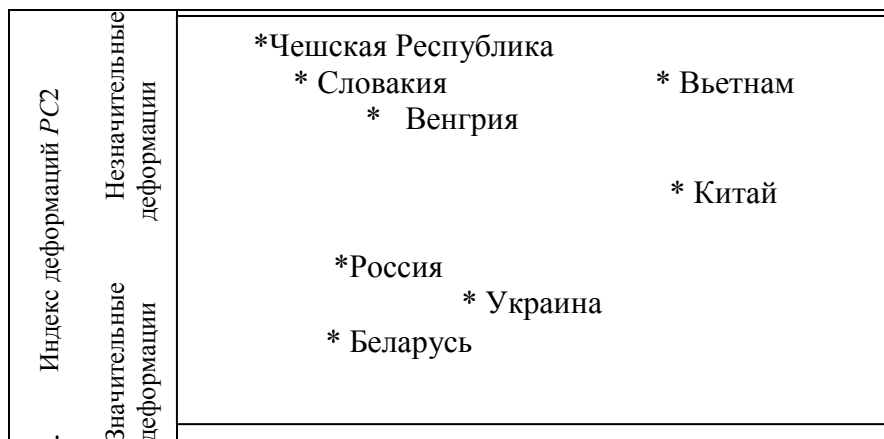 Индекс деформаций PC2
Незначительные
деформации
Значительные
деформации
*Чешская Республика
* Словакия * Вьетнам
* Венгрия
* Китай
*Россия
* Украина
* Беларусь